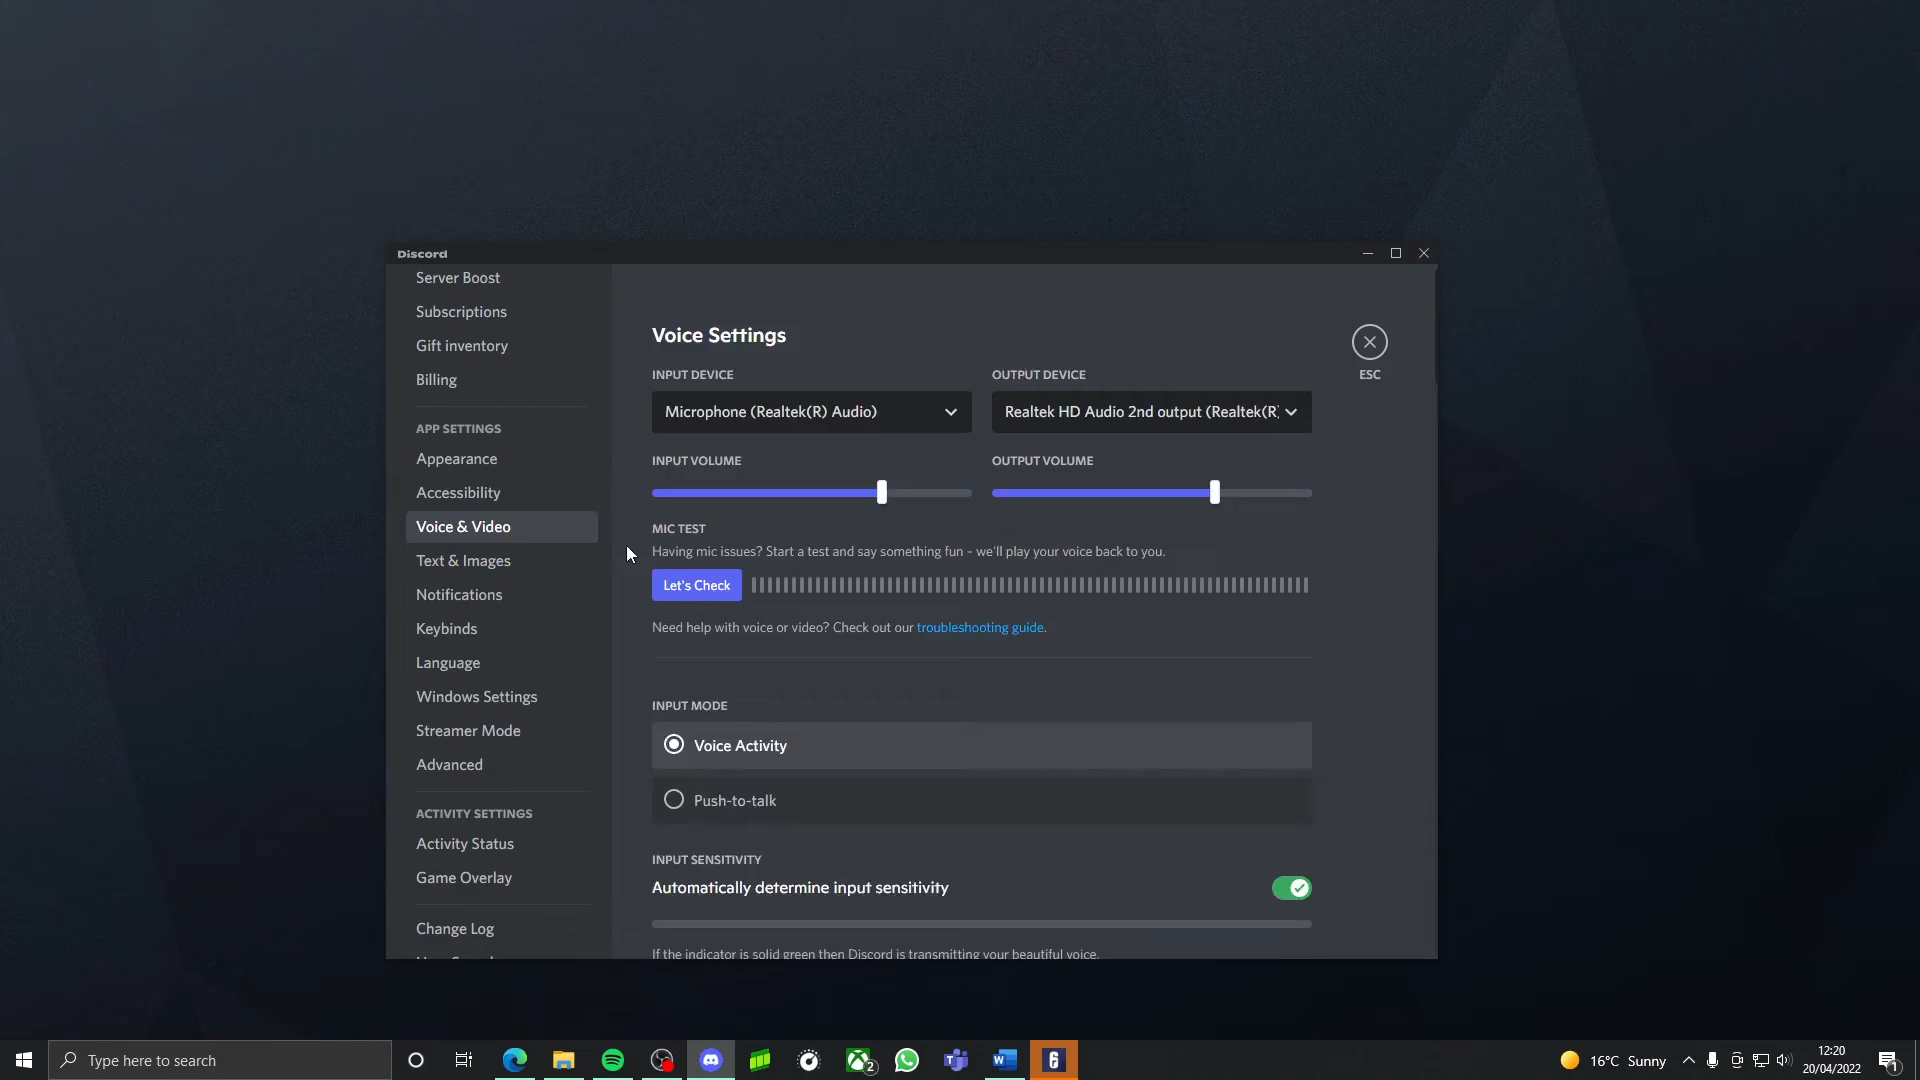 Discord
Server Boost
Subscriptions
Gift inventory
Billing
APP SETTINGS
Appearance
Accessibility
Voice & Video
Text & Images
Notifications
Keybinds
Language
Windows Settings
Streamer Mode
Advanced
ACTIVITY SETTINGS
Activity Status
Game Overlay
Change Log
Voice Settings
ESC
INPUT DEVICE
OUTPUT DEVICE
Microphone (Realtek(R) Audio)
Realtek HD Audio 2nd output (Realtek(R)
INPUT VOLUME
OUTPUT VOLUME
MIC TEST
Having mic issues? Start a test and say something fun - we'll play your voice back to you.
Let's Check
Need help with voice or video? Check out our troubleshooting guide.
INPUT MODE
Voice Activity
Push-to-talk
INPUT SENSITIVITY
Automatically determine input sensitivity
If the indicator is solid green then Discord is transmitting your beautiful voice.
Type here to search
2
16°C Sunny
12:20
20/04/2022
1